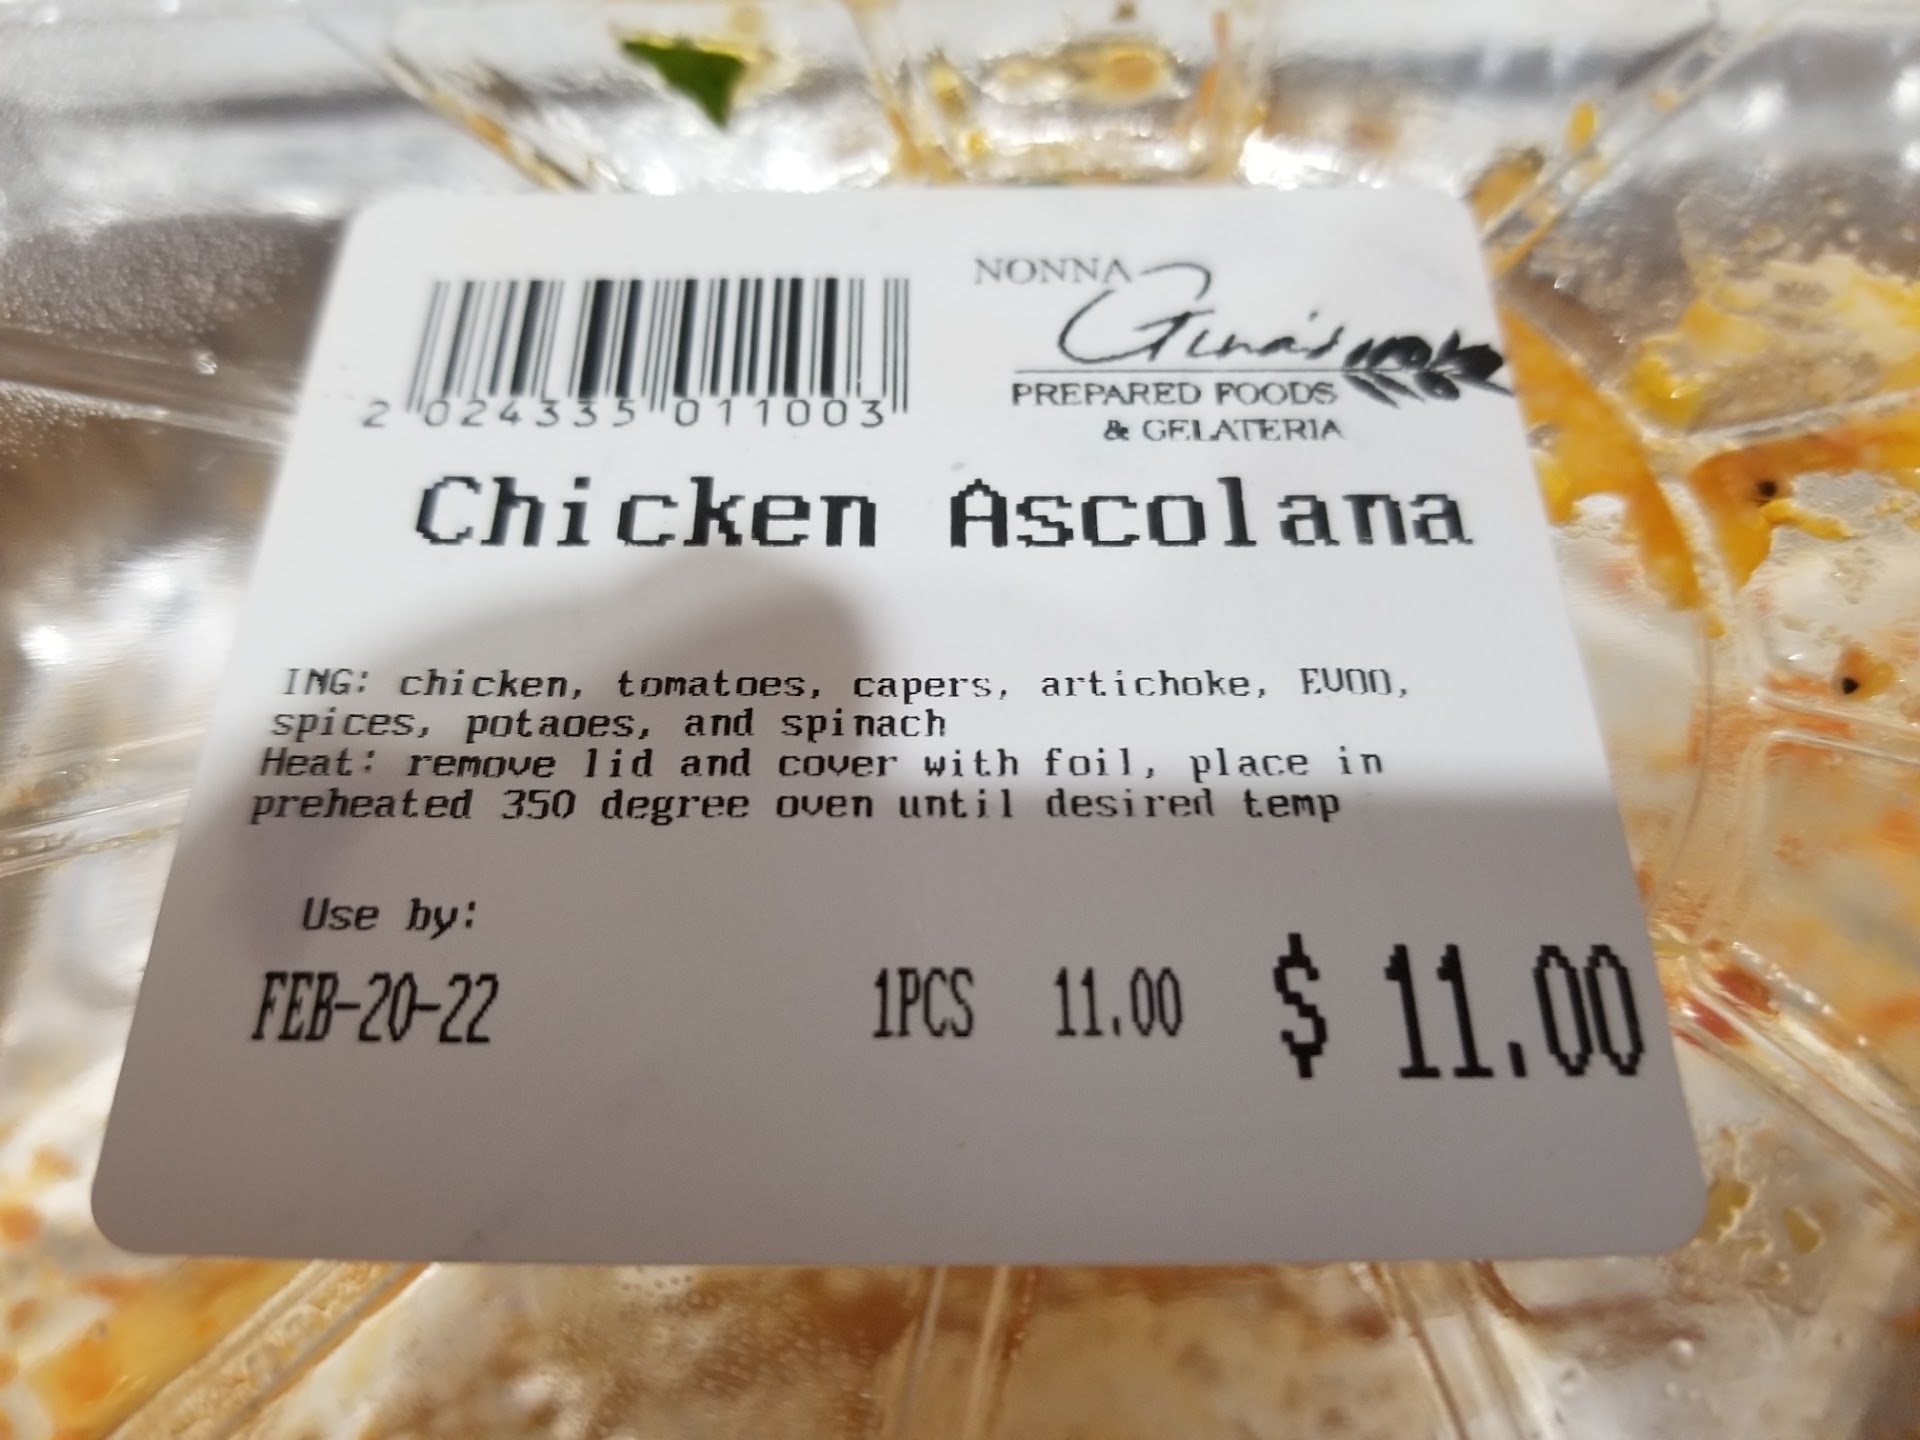 NONNA
Gina's
PREPARED FOODS
& GELATERIA
2 024335 011003
Chicken Ascolana
ING: chicken, tomatoes, capers, artichoke, EVOO,
spices, potaoes, and spinach
Heat: remove lid and cover with foil, place in
preheated 350 degree oven until desired temp
Use by:
FEB-20-22 1PCS 11.00 $ 11.00